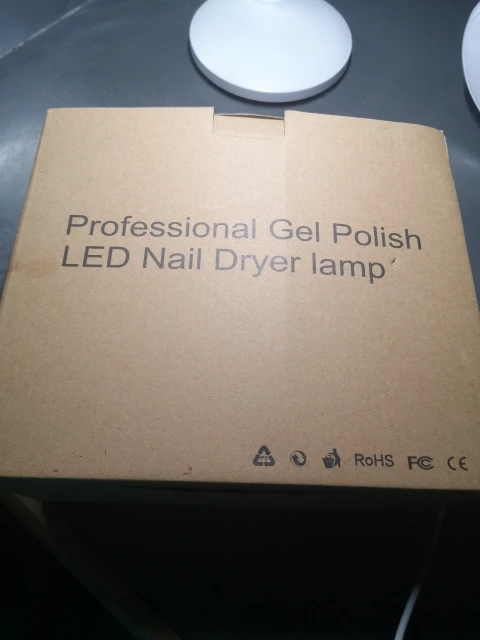 Professional Gel Polish
LED Nail Dryer lamp
RoHS FC CE